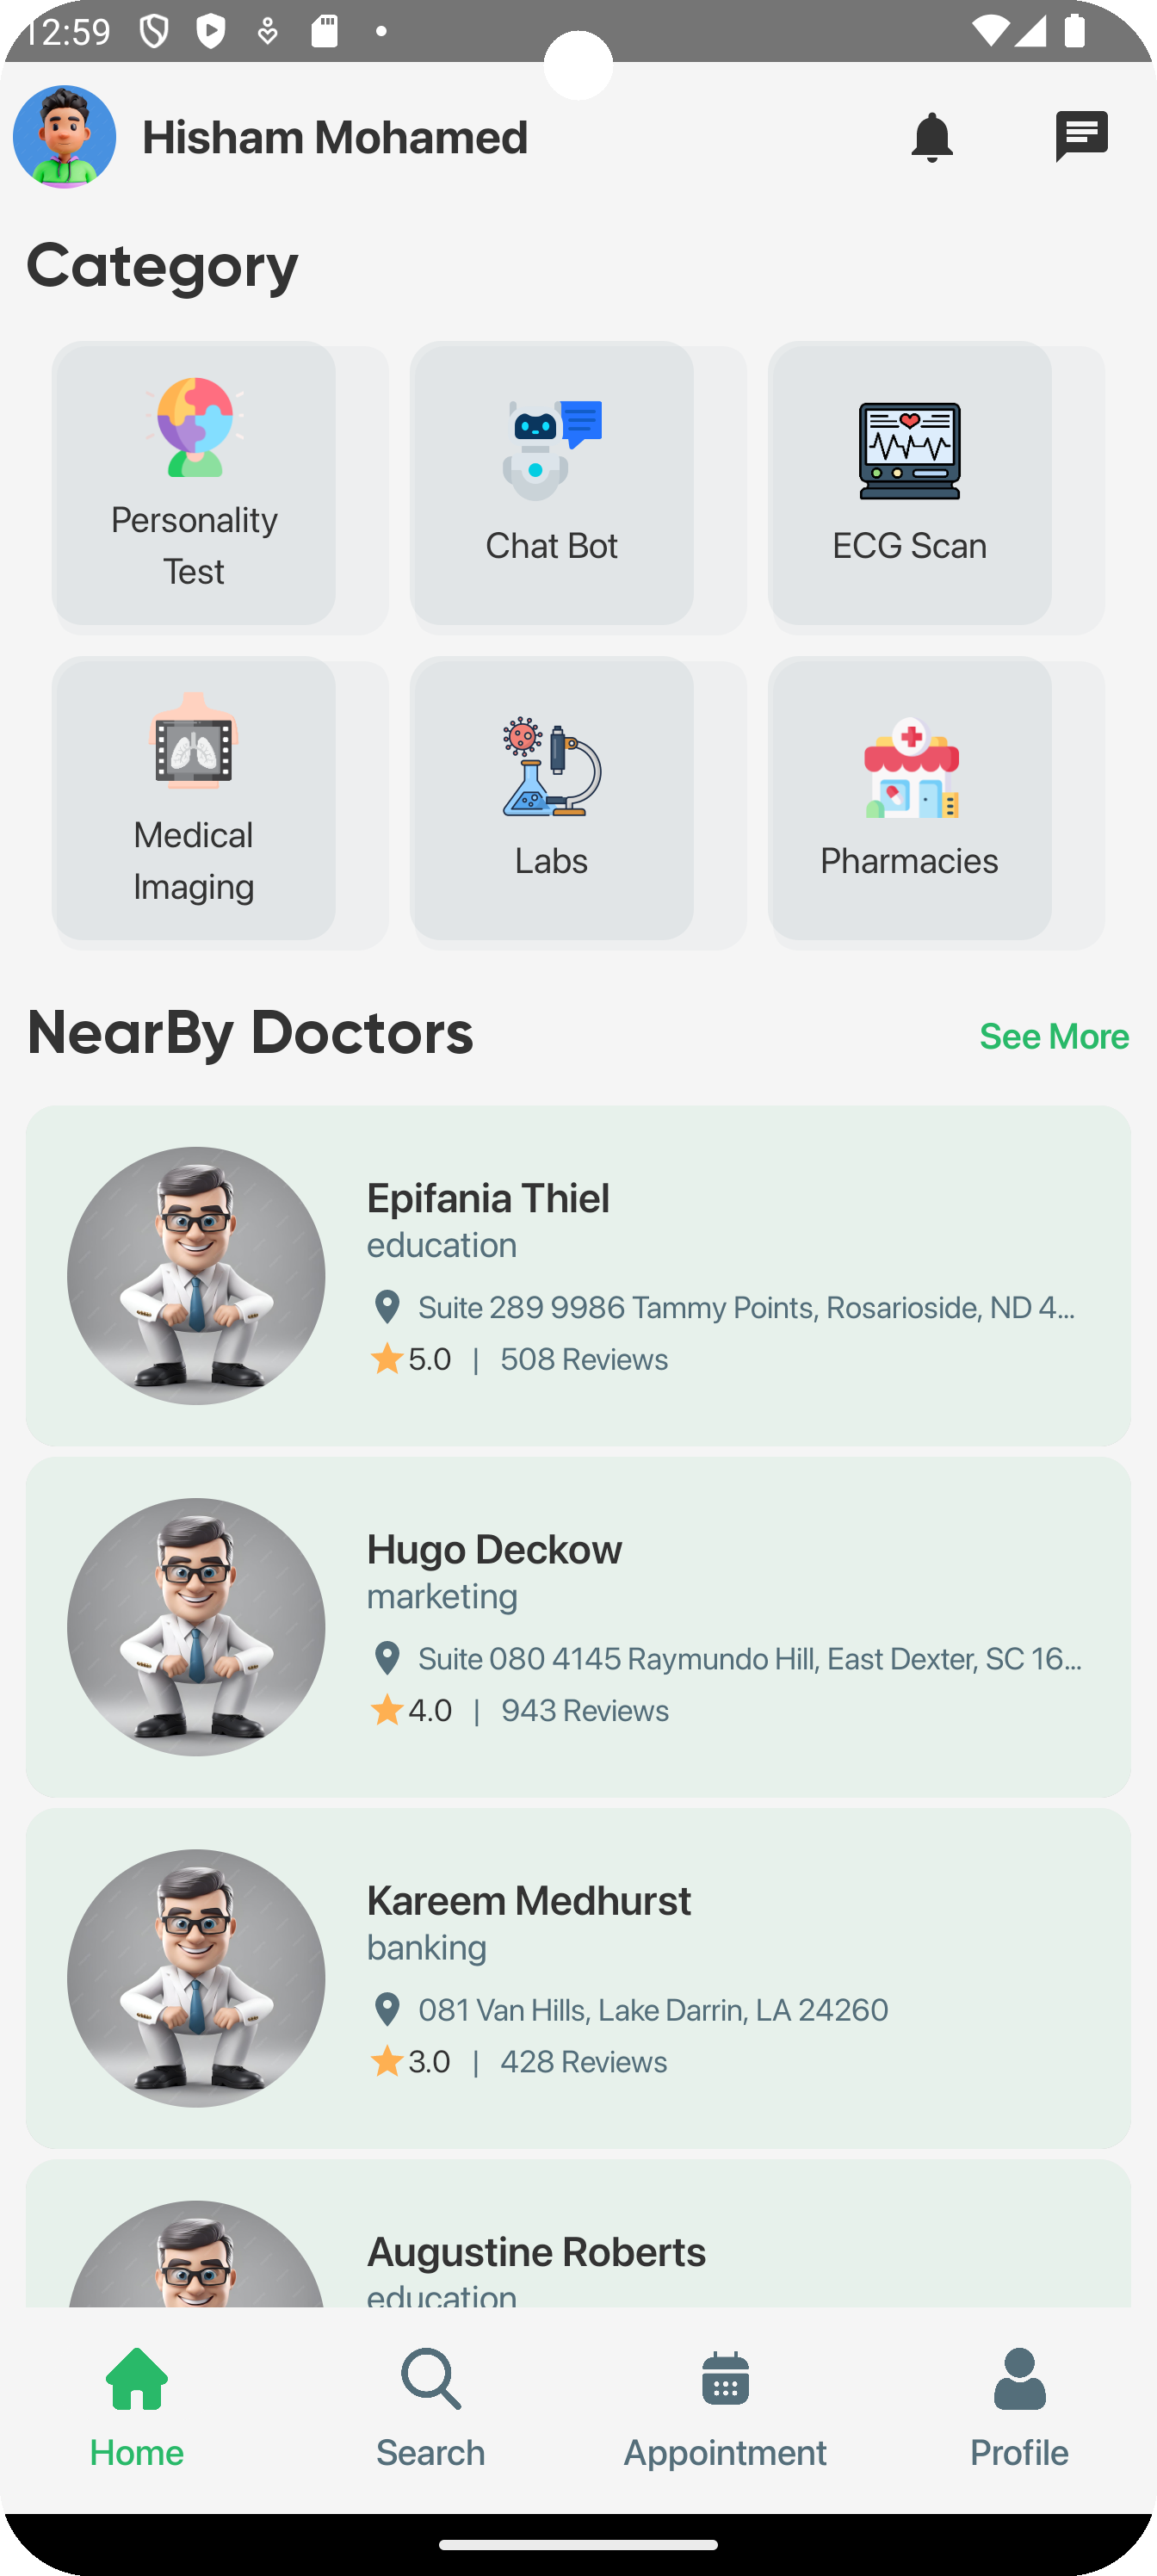 12:59
Hisham Mohamed
Category
Personality
Test
Chat Bot
ECG Scan
Medical
Imaging
Labs
Pharmacies
NearBy Doctors
See More
Epifania Thiel
education
Suite 289 9986 Tammy Points, Rosarioside, ND 4...
5.0 | 508 Reviews
Hugo Deckow
marketing
Suite 080 4145 Raymundo Hill, East Dexter, SC 16...
4.0 | 943 Reviews
Kareem Medhurst
banking
081 Van Hills, Lake Darrin, LA 24260
3.0 | 428 Reviews
Augustine Roberts
education
Home
Search
Appointment
Profile